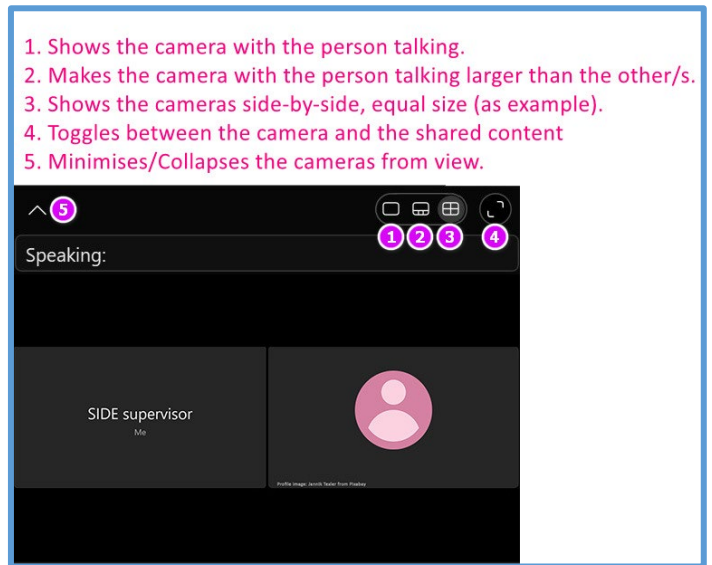 1. Shows the camera with the person talking.
2. Makes the camera with the person talking larger than the other/s.
3. Shows the cameras side-by-side, equal size (as example).
4. Toggles between the camera and the shared content
5. Minimises/Collapses the cameras from view.
5
1 2 3 4
Speaking:
SIDE supervisor
Me
Profile image: Jannik Texler from Pixabay